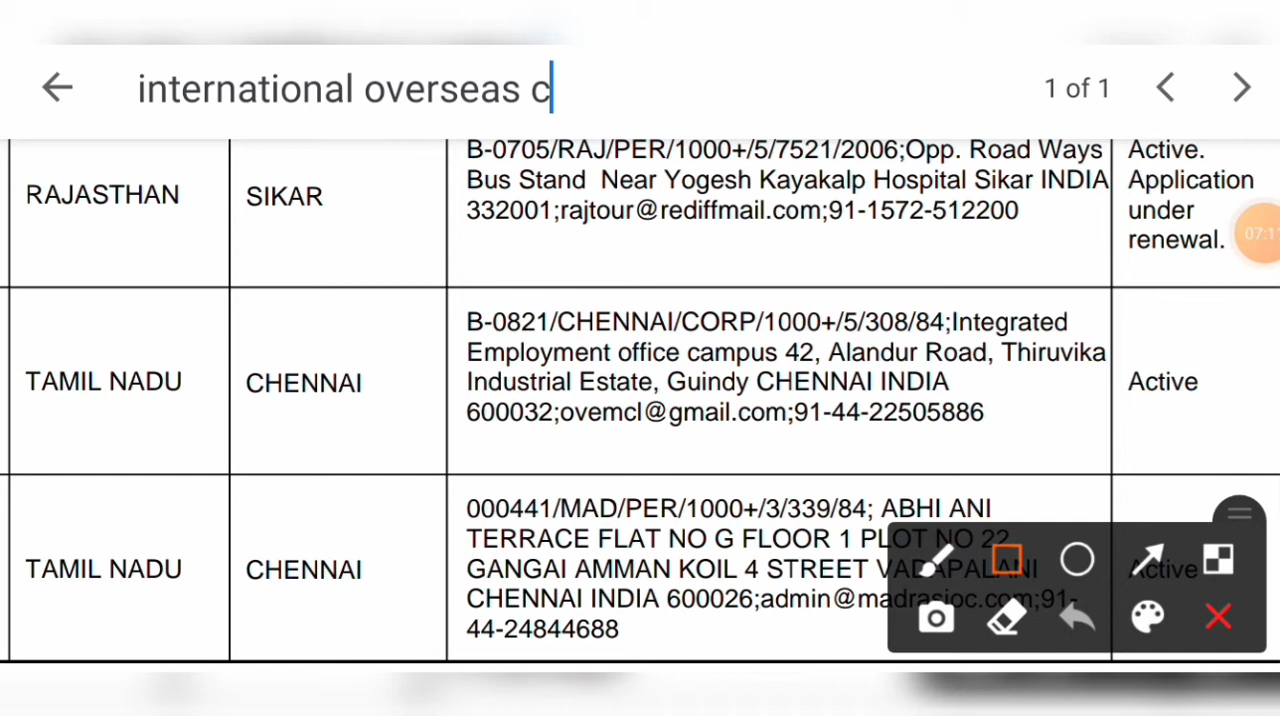 international overseas c
1 of 1
RAJASTHAN
SIKAR
B-0705/RAJ/PER/1000+/5/7521/2006;Opp. Road Ways
Bus Stand Near Yogesh Kayakalp Hospital Sikar INDIA
332001;rajtour@rediffmail.com;91-1572-512200
Active.
Application
under
renewal.
TAMIL NADU
CHENNAI
B-0821/CHENNAI/CORP/1000+/5/308/84;Integrated
Employment office campus 42, Alandur Road, Thiruvika
Industrial Estate, Guindy CHENNAI INDIA
600032;ovemcl@gmail.com;91-44-22505886
Active
TAMIL NADU
CHENNAI
000441/MAD/PER/1000+/3/339/84; ABHI ANI
TERRACE FLAT NO G FLOOR 1 PLOT NO 22
GANGAI AMMAN KOIL 4 STREET VADAPALANI
CHENNAI INDIA 600026;admin@madrasioc.com;91-
44-24844688
Active